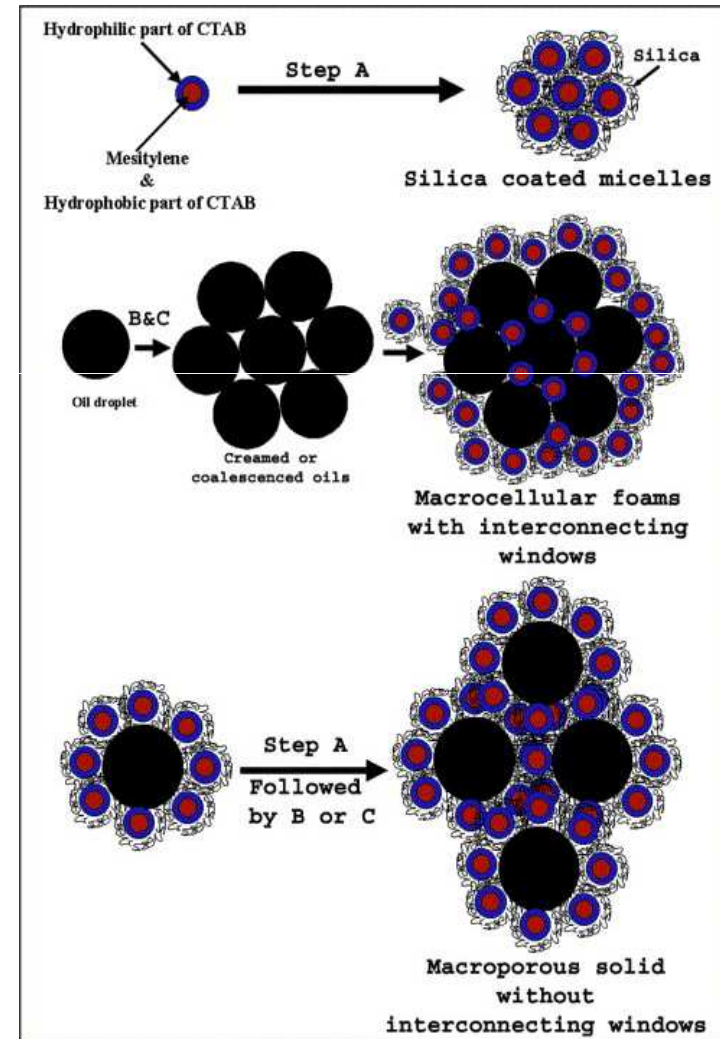 Hydrophilic part of CTAB
Step A
Silica
Mesitylene
&
Hydrophobic part of CTAB
Silica coated micelles
B&C
Oil droplet
Creamed or
coalescenced oils
Macrocellular foams
with interconnecting
windows
Step A
Followed
by B or C
Macroporous solid
without
interconnecting windows